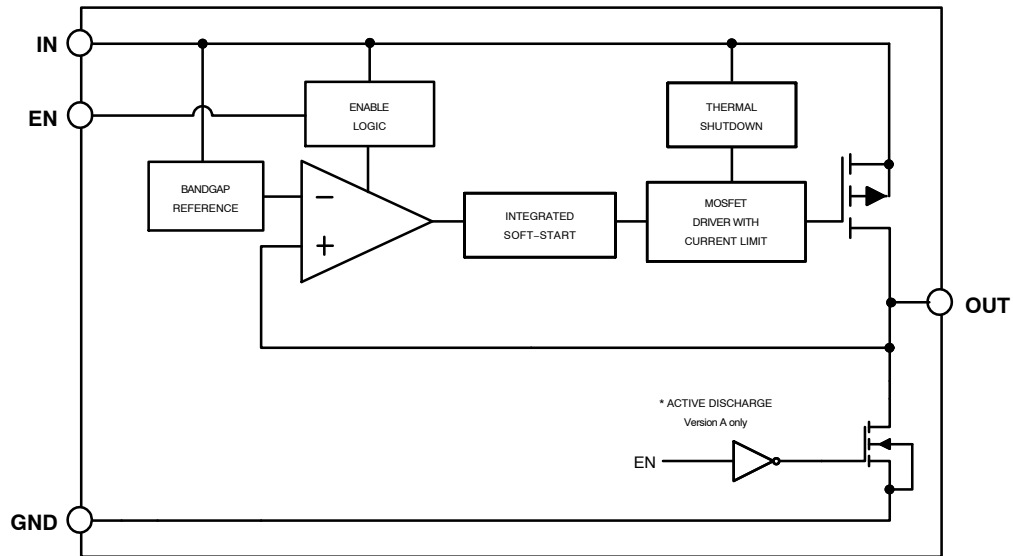 IN
EN
ENABLE
LOGIC
THERMAL
SHUTDOWN
BANDGAP
REFERENCE
−
+
INTEGRATED
SOFT−START
MOSFET
DRIVER WITH
CURRENT LIMIT
OUT
* ACTIVE DISCHARGE
Version A only
EN
GND